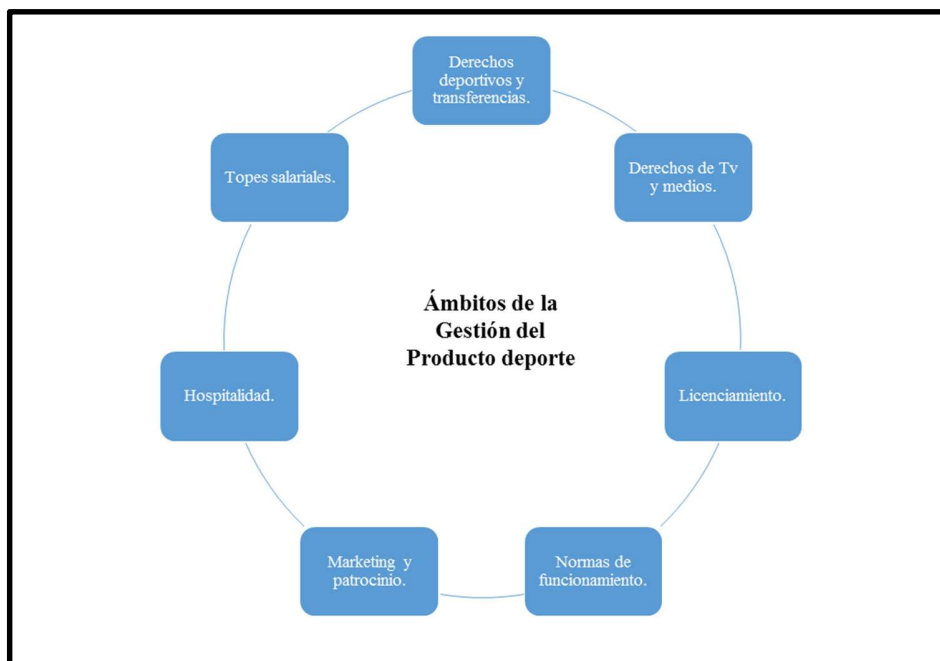 Derechos
deportivos y
transferencias.
Derechos de Tv
y medios.
Topes salariales.
Ámbitos de la
Gestión del
Producto deporte
Hospitalidad.
Licenciamiento.
Marketing y
patrocinio.
Normas de
funcionamiento.